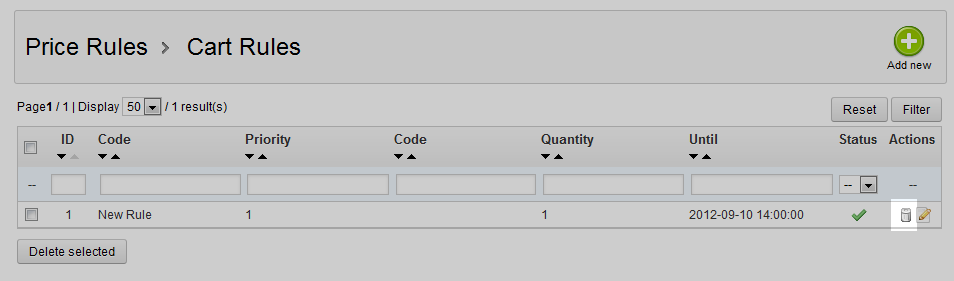 Price Rules > Cart Rules
Add new
Page1 / 1 | Display 50 / 1 result(s)
Reset Filter
ID Code Priority Code Quantity Until Status Actions
-- -- --
1 New Rule 1 1 2012-09-10 14:00:00
Delete selected